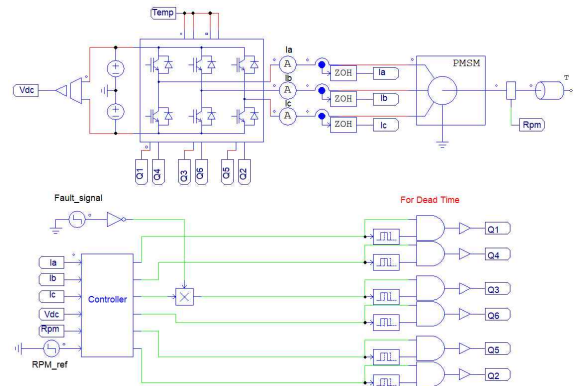 Temp
Ia
Vdc
A
ZOH
Ia
PMSM
T
Ib
A
ZOH
Ib
Ic
A
ZOH
Ic
Rpm
Q1
Q4
Q3
Q6
Q5
Q2
Fault_signal
For Dead Time
Q1
Ia
Q4
Ib
Ic
Controller
Q3
Vdc
Q6
Rpm
RPM_ref
Q5
Q2